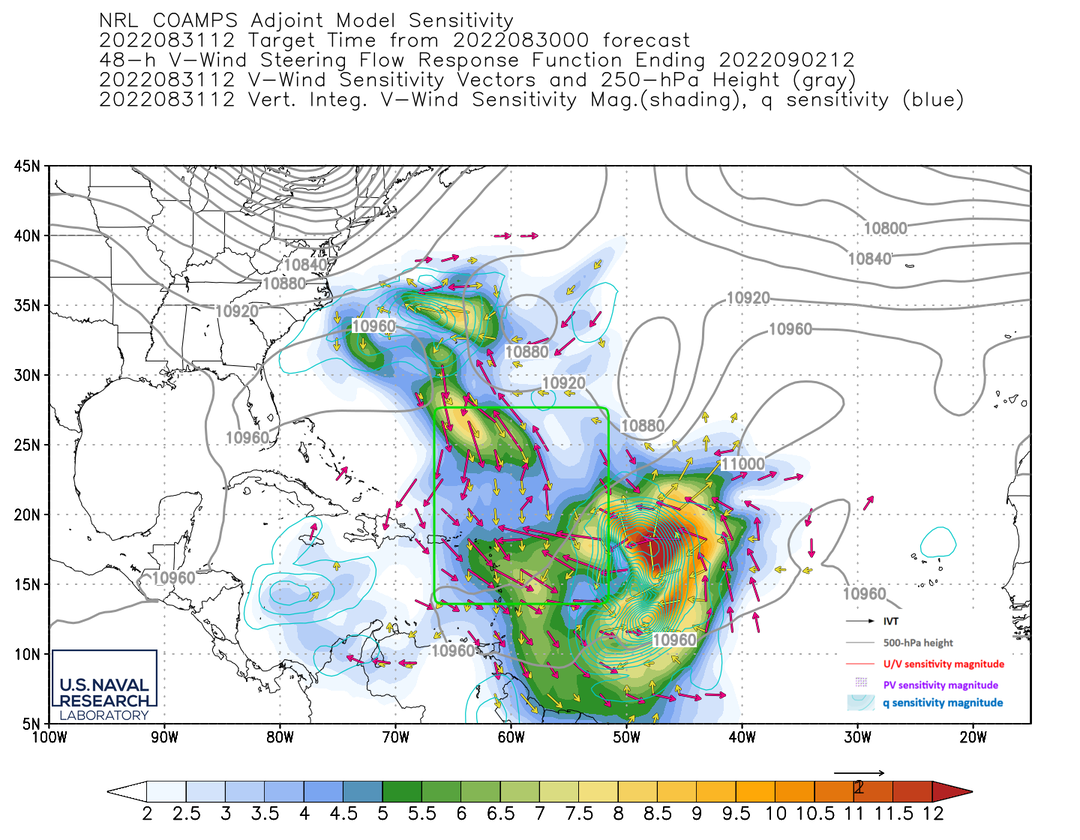 NRL COAMPS Adjoint Model Sensitivity
2022083112 Target Time from 2022083000 forecast
48-h V-Wind Steering Flow Response Function Ending 2022090212
2022083112 V-Wind Sensitivity Vectors and 250-hPa Height (gray)
2022083112 Vert. Integ. V-Wind Sensitivity Mag.(shading), q sensitivity (blue)
45N
40N
10800
10840
10840
10880
35N
10920
10920
10960
10960
10880
30N
10920
10880
10960
25N
11000
20N
10960
15N
10960
IVT
10960
500-hPa height
10960
10N
U/V sensitivity magnitude
PV sensitivity magnitude
q sensitivity magnitude
U.S. NAVAL
RESEARCH
LABORATORY
5N
100W 90W 80W 70W 60W 50W 40W 30W 20W
2
2 2.5 3 3.5 4 4.5 5 5.5 6 6.5 7 7.5 8 8.5 9 9.5 10 10.5 11 11.5 12